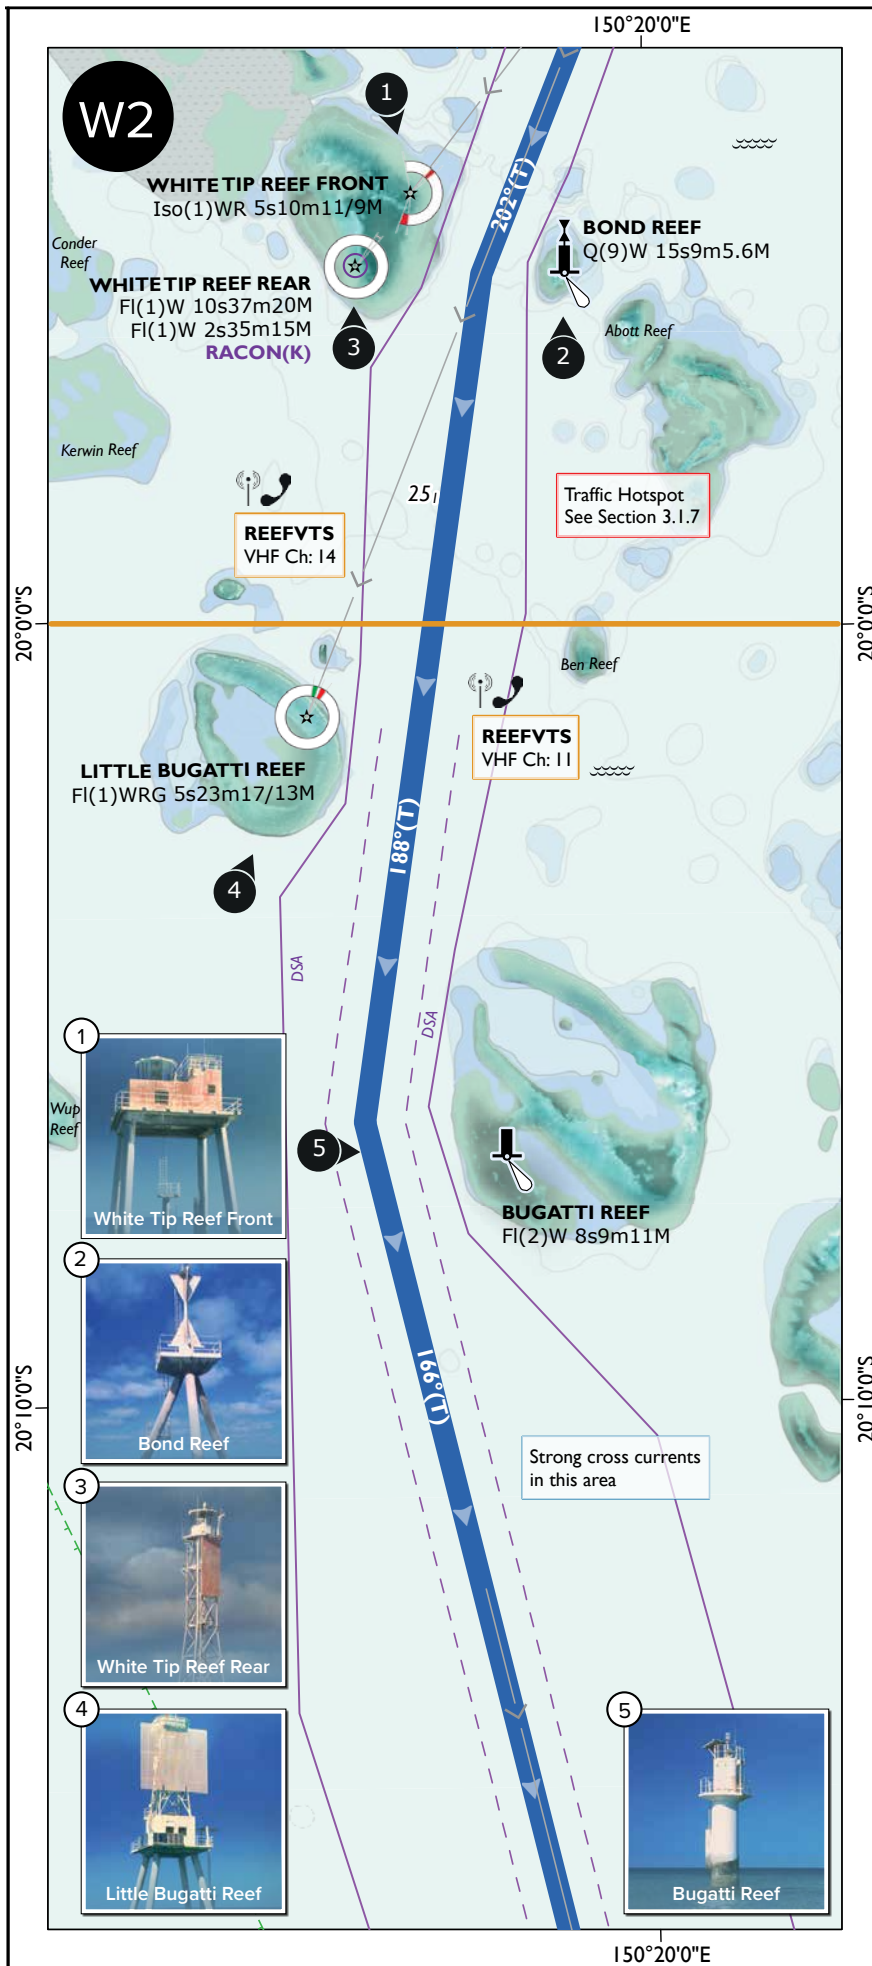 150°20'0"E
W2
1
WHITE TIP REEF FRONT
Iso(1)WR 5s10m11/9M
202°(T)
BOND REEF
Q(9)W 15s9m5.6M
Conder
Reef
WHITE TIP REEF REAR
Fl(1)W 10s37m20M
Fl(1)W 2s35m15M
RACON(K)
3
2
Abott Reef
Kerwin Reef
25₁
Traffic Hotspot
See Section 3.1.7
REEFVTS
VHF Ch: 14
20°0'0"S
20°0'0"S
Ben Reef
REEFVTS
VHF Ch: 11
LITTLE BUGATTI REEF
Fl(1)WRG 5s23m17/13M
188°(T)
4
DSA
DSA
1
White Tip Reef Front
Wup
Reef
5
BUGATTI REEF
Fl(2)W 8s9m11M
2
Bond Reef
166°(T)
20°10'0"S
20°10'0"S
Strong cross currents
in this area
3
White Tip Reef Rear
4
Little Bugatti Reef
5
Bugatti Reef
150°20'0"E